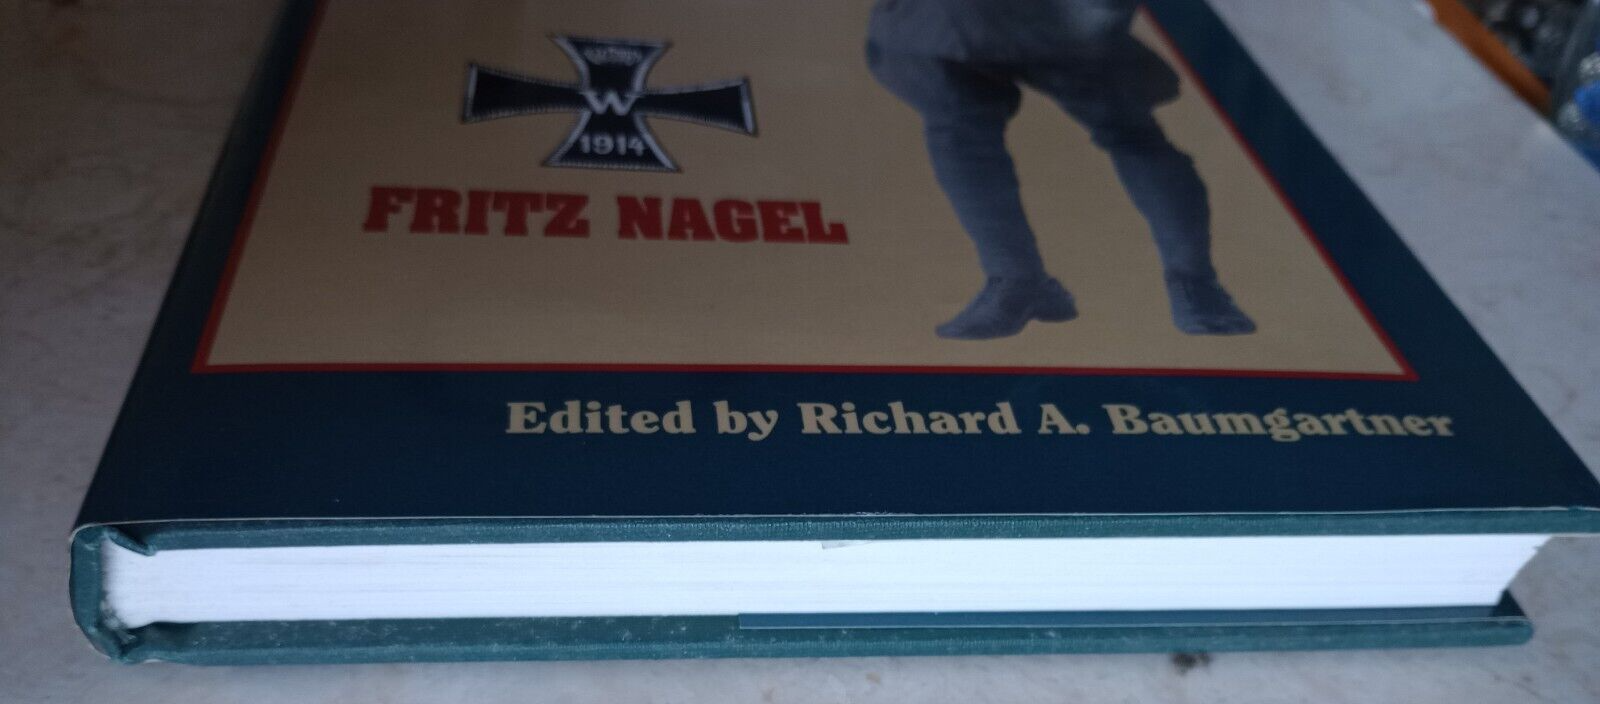 W
1914
FRITZ NAGEL
Edited by Richard A. Baumgartner